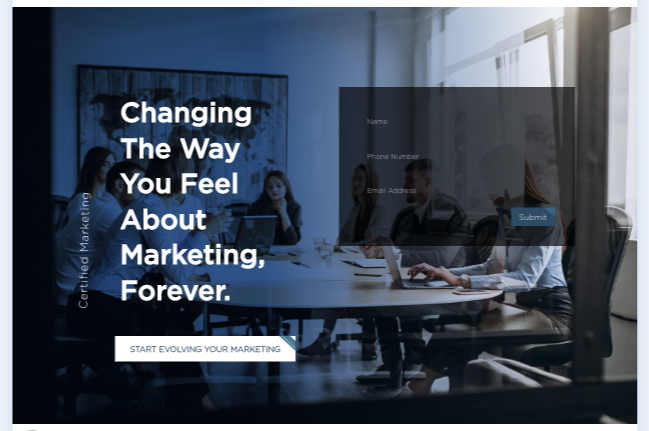 Changing
The Way
You Feel
About
Marketing,
Forever.
Certified Marketing
START EVOLVING YOUR MARKETING
Name
Phone Number
Email Address
Submit